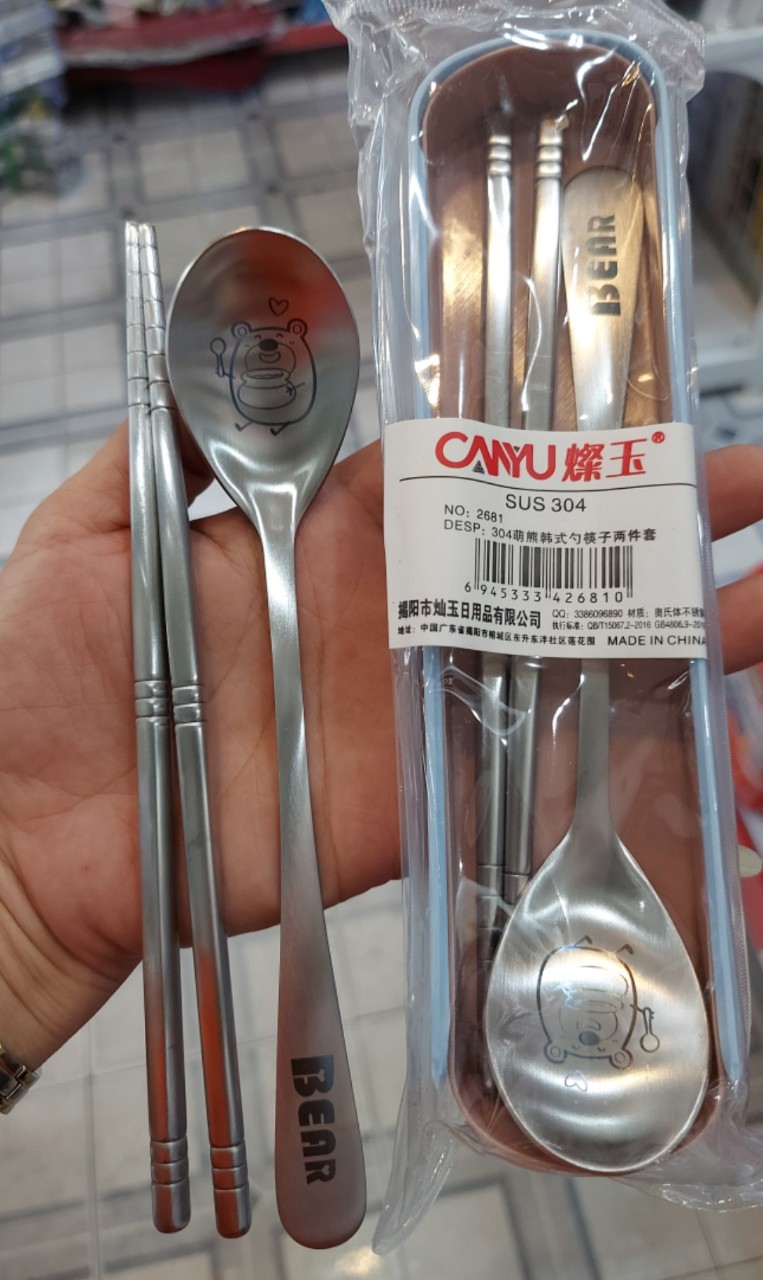 BEAR
CANYU 燦玉®
SUS 304
NO: 2681
DESP: 304萌熊韩式勺筷子两件套
6 945333 426810
揭阳市灿玉日用品有限公司
QQ: 3386096890 材质: 奥氏体不锈钢
执行标准: QB/T15067.2-2016 GB4806.9-2016
地址: 中国广东省揭阳市榕城区东升东泮社区莲花围 MADE IN CHINA
BEAR